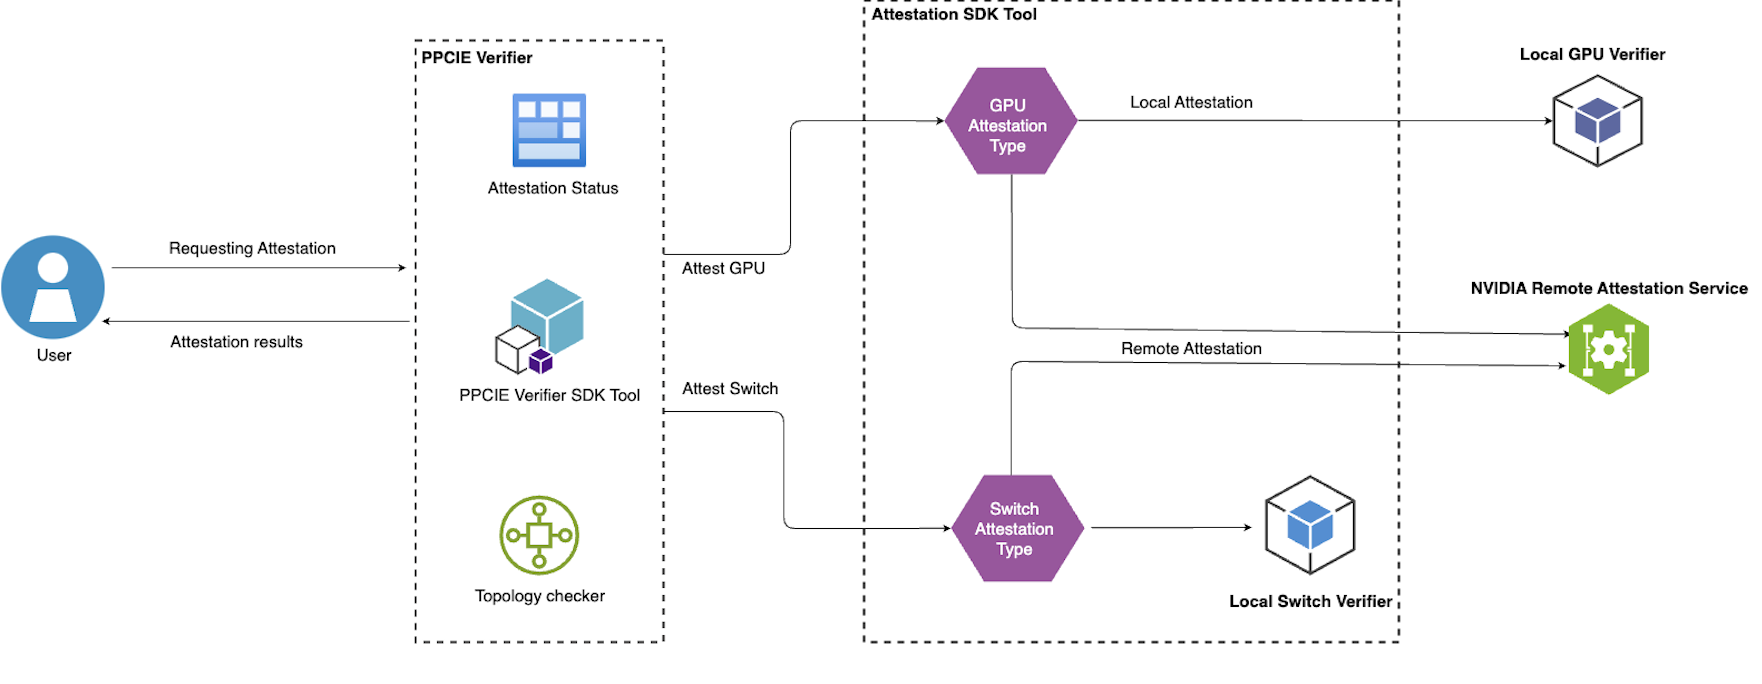 Attestation SDK Tool
PPCIE Verifier
Local GPU Verifier
GPU
Attestation
Type
Local Attestation
Attestation Status
Requesting Attestation
Attest GPU
NVIDIA Remote Attestation Service
Attestation results
User
Remote Attestation
PPCIE Verifier SDK Tool
Attest Switch
Switch
Attestation
Type
Topology checker
Local Switch Verifier